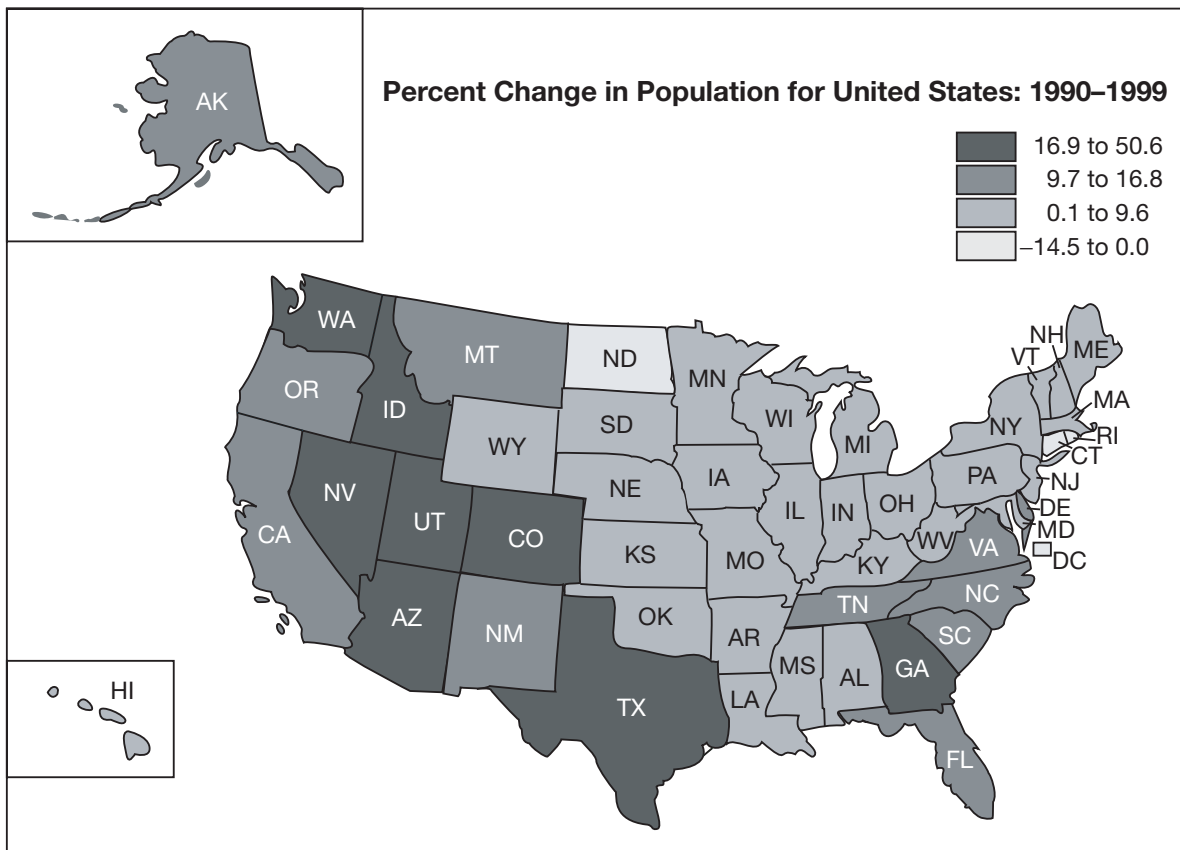 AK
Percent Change in Population for United States: 1990–1999
16.9 to 50.6
9.7 to 16.8
0.1 to 9.6
–14.5 to 0.0
WA
MT
ND
MN
VT
NH
ME
OR
ID
WY
SD
WI
MI
NY
MA
RI
CT
NV
UT
CO
NE
IA
IL
IN
OH
PA
NJ
DE
MD
DC
CA
KS
MO
KY
WV
VA
AZ
NM
OK
AR
TN
NC
SC
TX
LA
MS
AL
GA
FL
HI